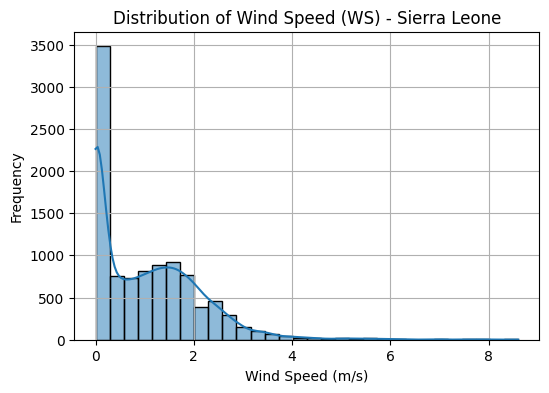 Distribution of Wind Speed (WS) - Sierra Leone
Frequency
3500
3000
2500
2000
1500
1000
500
0
0 2 4 6 8
Wind Speed (m/s)